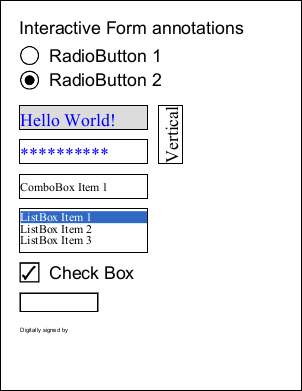 Interactive Form annotations
RadioButton 1
RadioButton 2
Hello World!
Vertical
**********
ComboBox Item 1
ListBox Item 1
ListBox Item 2
ListBox Item 3
Check Box
Digitally signed by